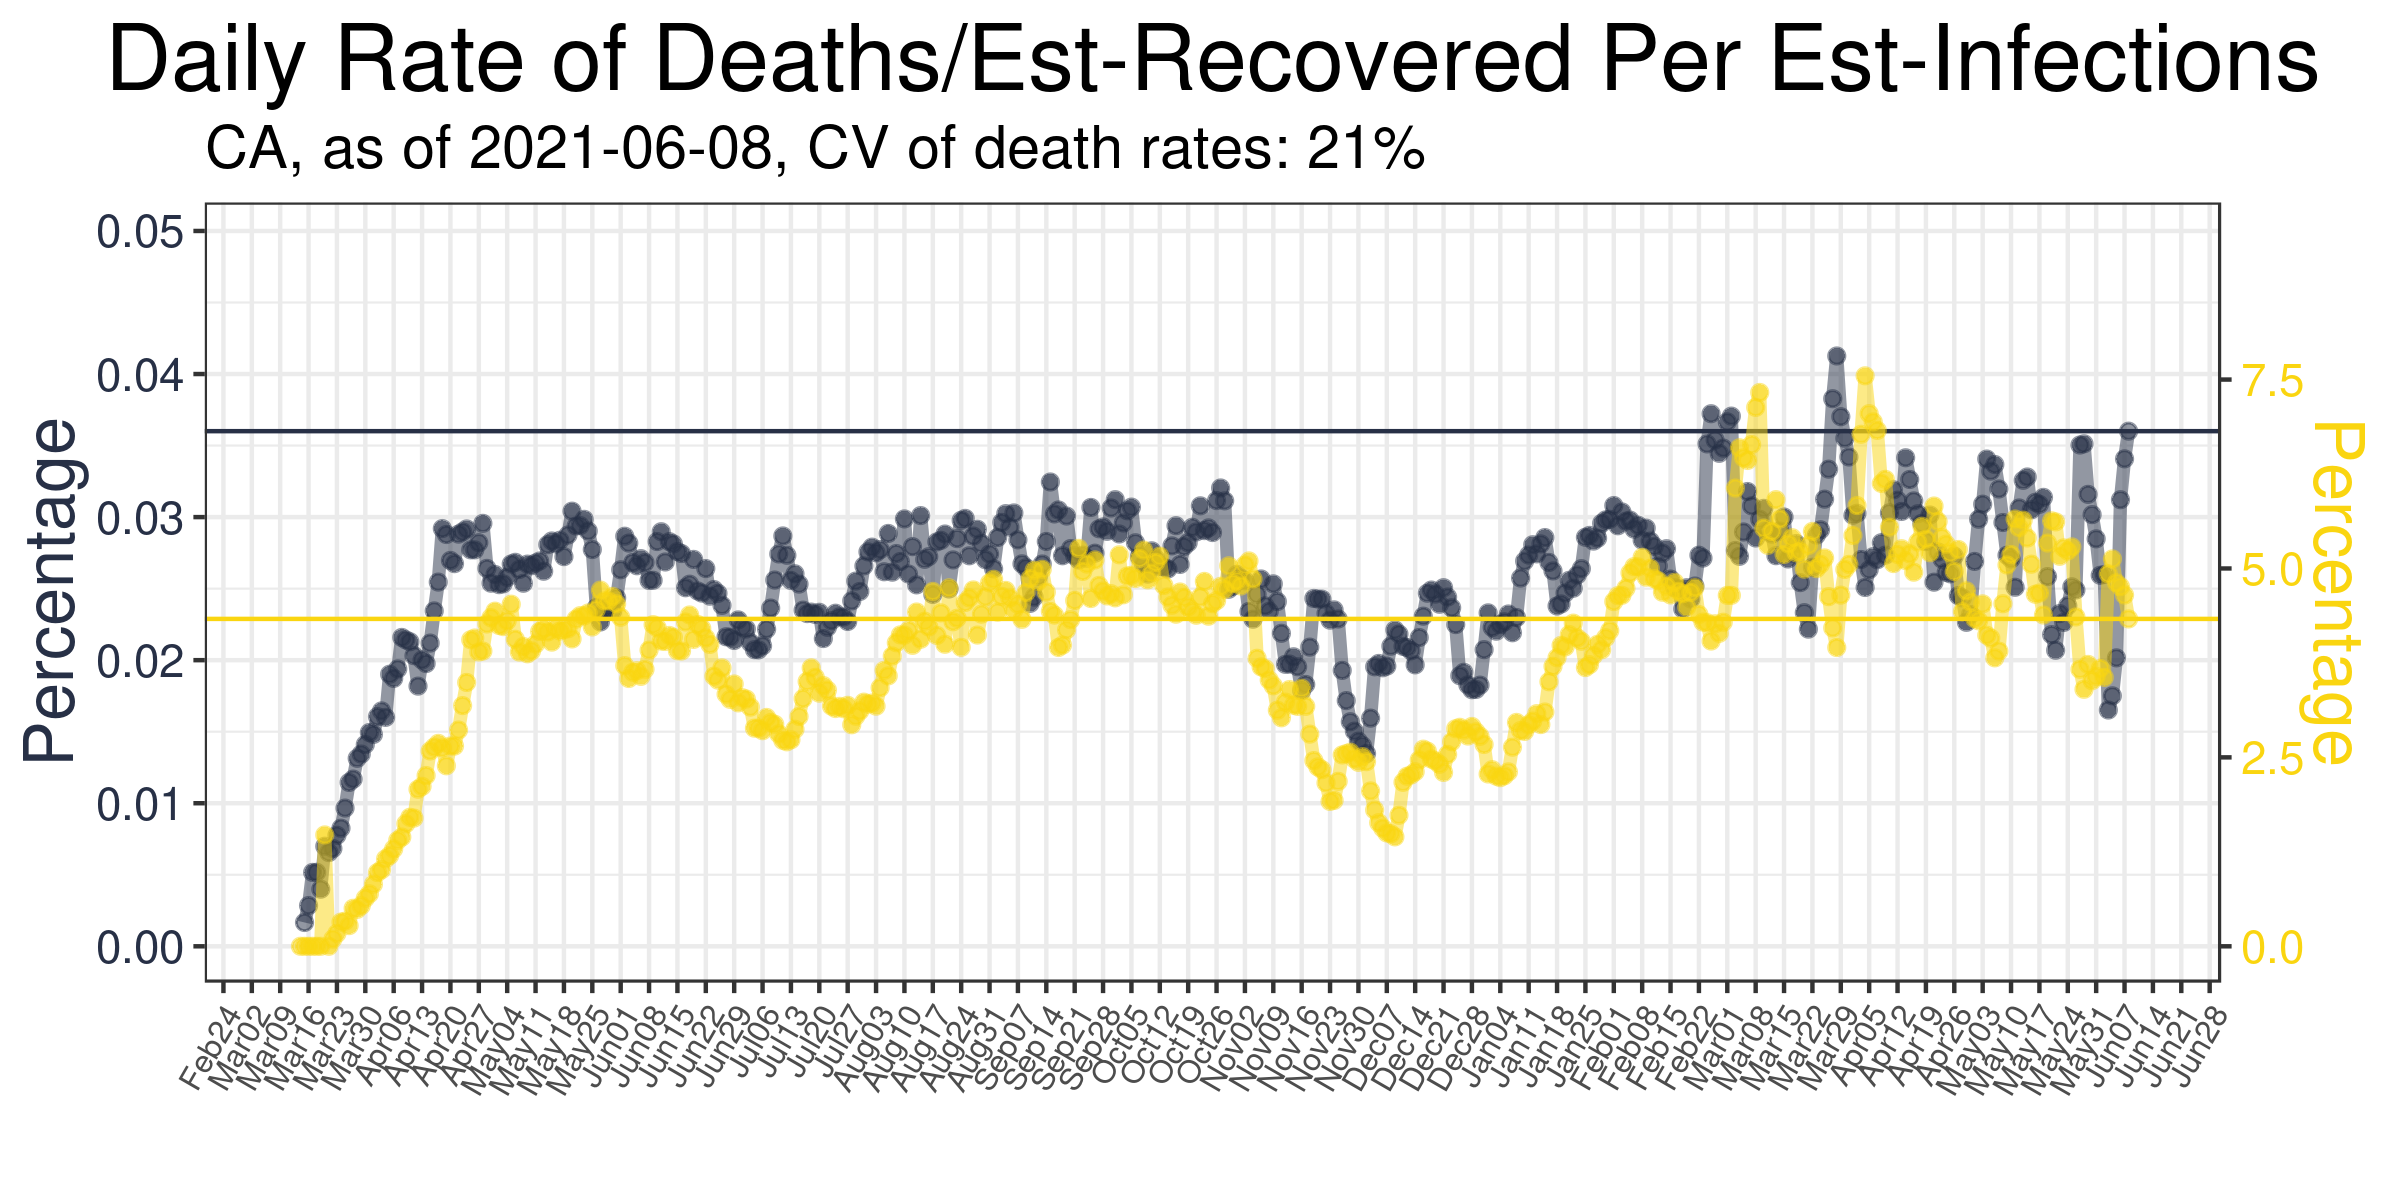 Daily Rate of Deaths/Est-Recovered Per Est-Infections
CA, as of 2021-06-08, CV of death rates: 21%
Percentage
0.05
0.04
0.03
0.02
0.01
0.00
7.5
5.0
2.5
0.0
Percentage
Feb24
Mar02
Mar09
Mar16
Mar23
Mar30
Apr06
Apr13
Apr20
Apr27
May04
May11
May18
May25
Jun01
Jun08
Jun15
Jun22
Jun29
Jul06
Jul13
Jul20
Jul27
Aug03
Aug10
Aug17
Aug24
Aug31
Sep07
Sep14
Sep21
Sep28
Oct05
Oct12
Oct19
Oct26
Nov02
Nov09
Nov16
Nov23
Nov30
Dec07
Dec14
Dec21
Dec28
Jan04
Jan11
Jan18
Jan25
Feb01
Feb08
Feb15
Feb22
Mar01
Mar08
Mar15
Mar22
Mar29
Apr05
Apr12
Apr19
Apr26
May03
May10
May17
May24
May31
Jun07
Jun14
Jun21
Jun28